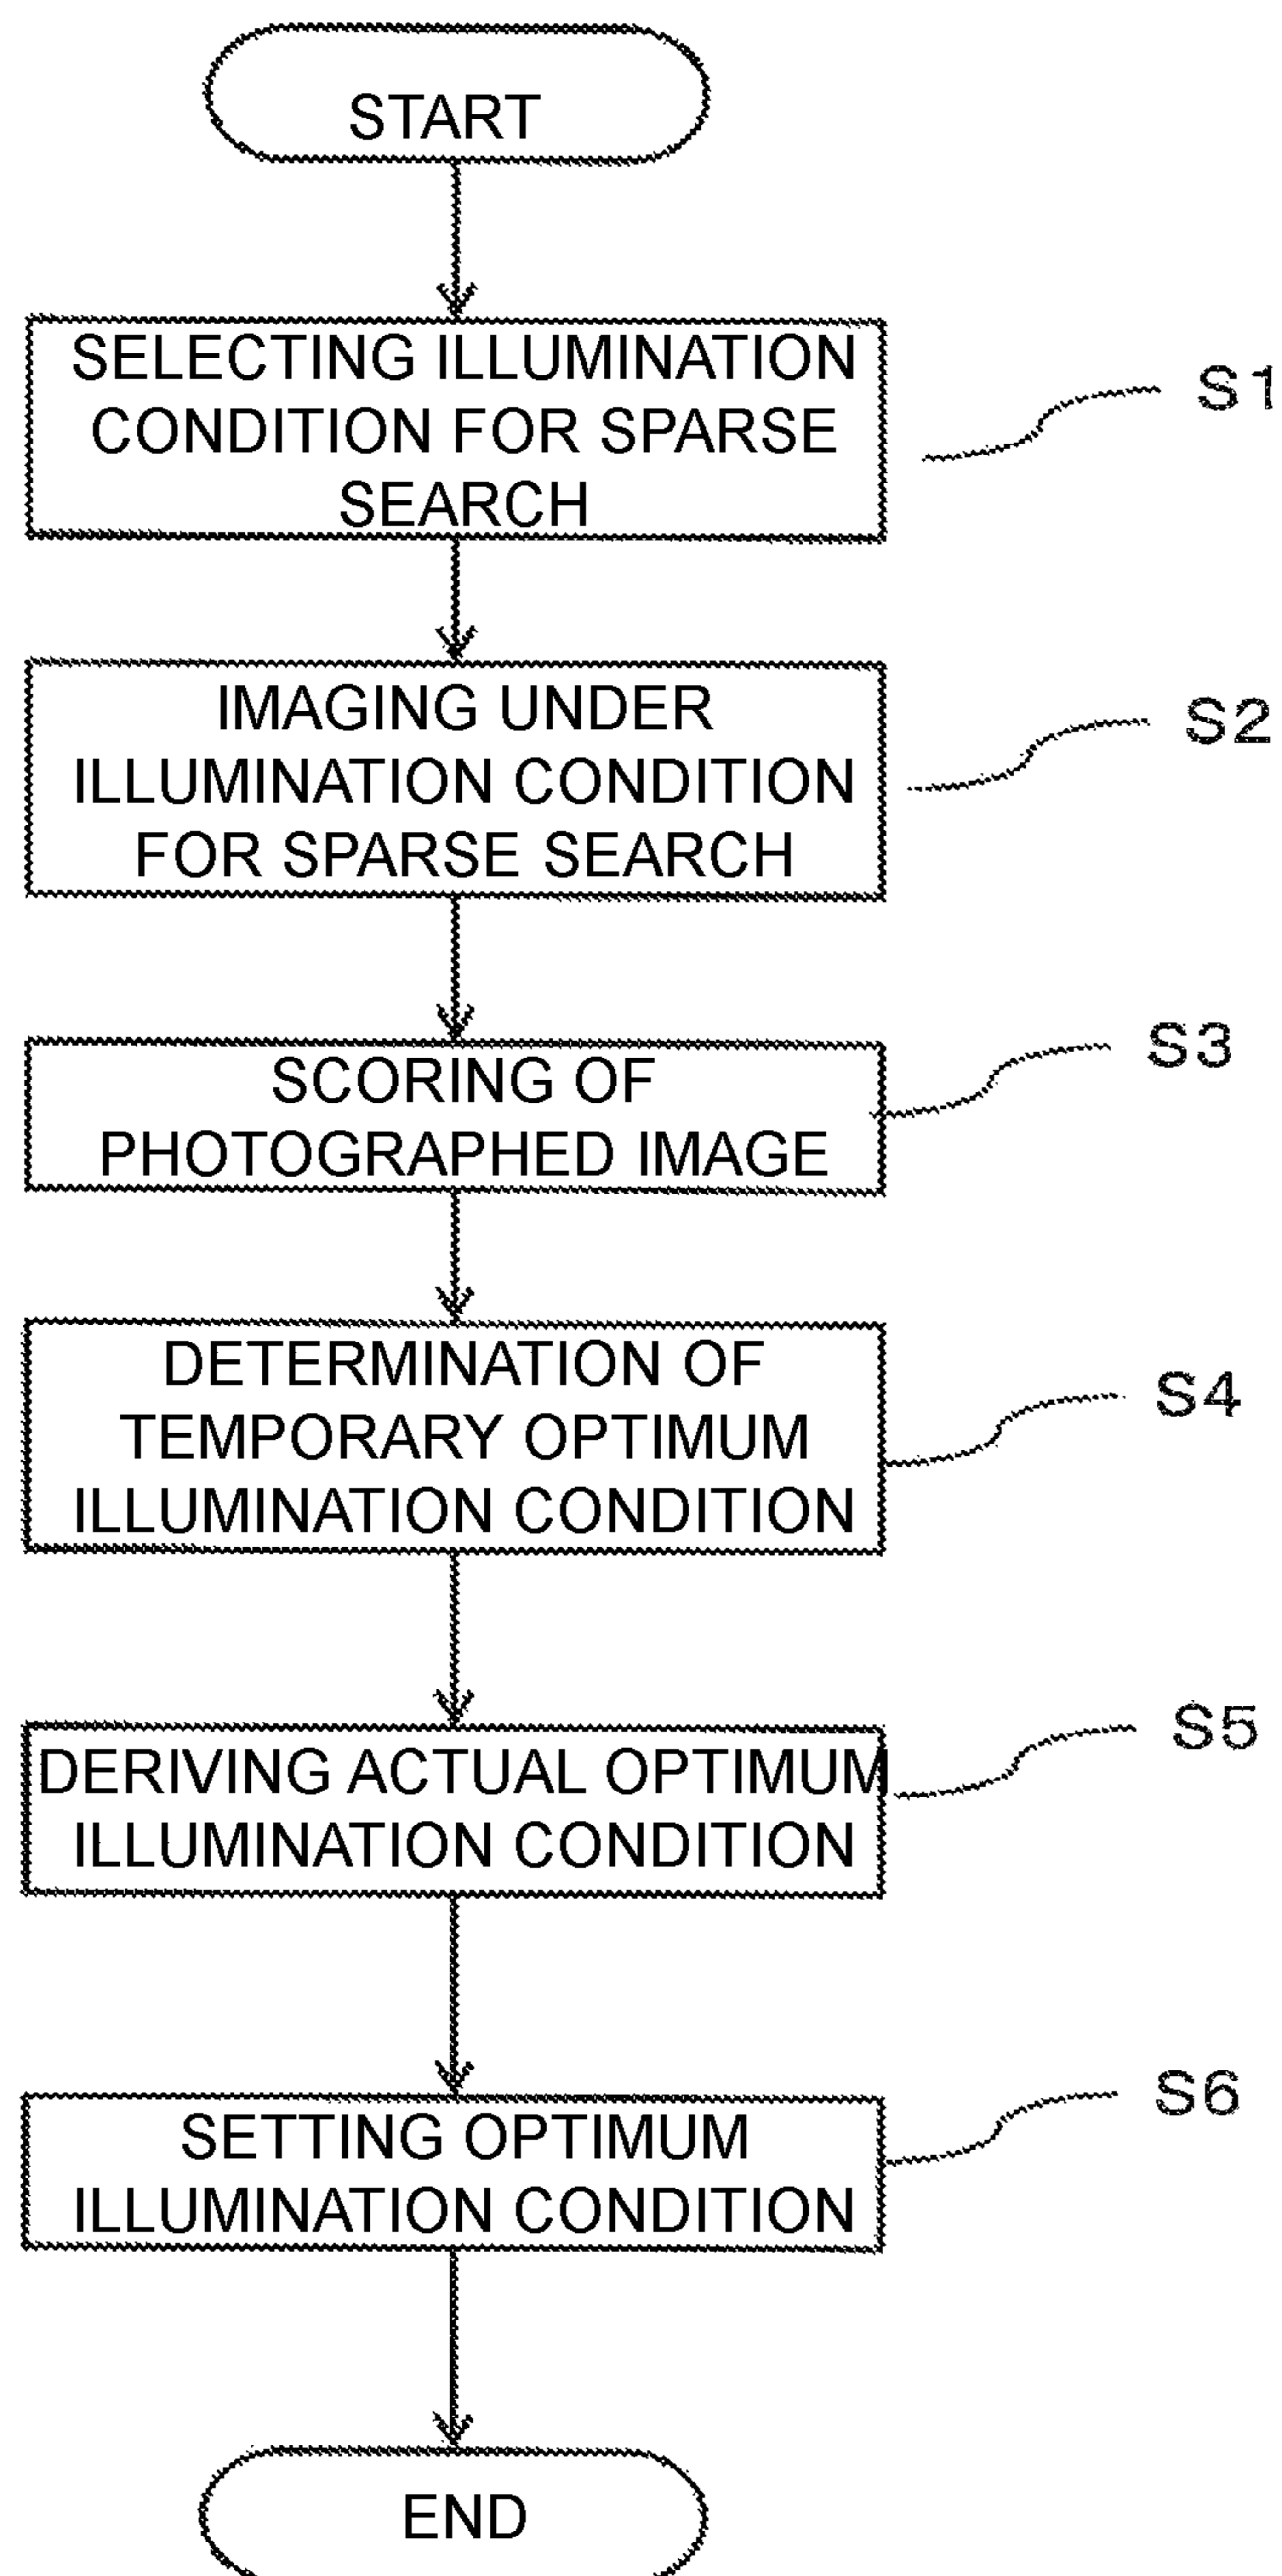 START
SELECTING ILLUMINATION
CONDITION FOR SPARSE
SEARCH
S1
IMAGING UNDER
ILLUMINATION CONDITION
FOR SPARSE SEARCH
S2
SCORING OF
PHOTOGRAPHED IMAGE
S3
DETERMINATION OF
TEMPORARY OPTIMUM
ILLUMINATION CONDITION
S4
DERIVING ACTUAL OPTIMUM
ILLUMINATION CONDITION
S5
SETTING OPTIMUM
ILLUMINATION CONDITION
S6
END